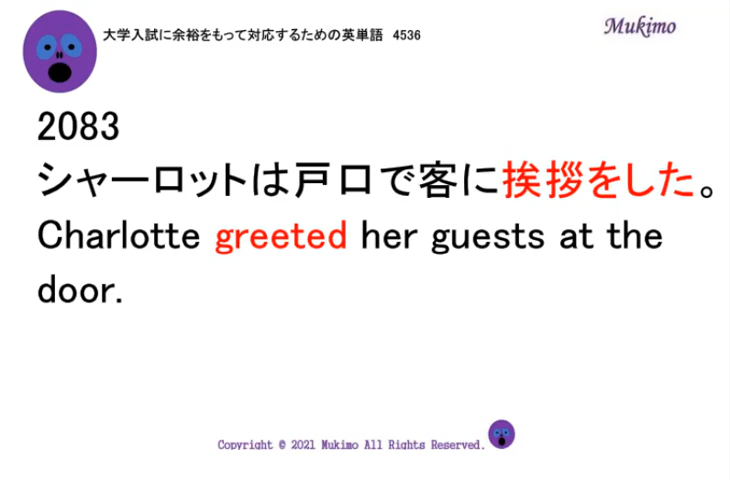 大学入試に余裕をもって対応するための英単語 4536
Mukimo
2083
シャーロットは戸口で客に挨拶をした。
Charlotte greeted her guests at the
door.
Copyright © 2021 Mukimo All Rights Reserved.